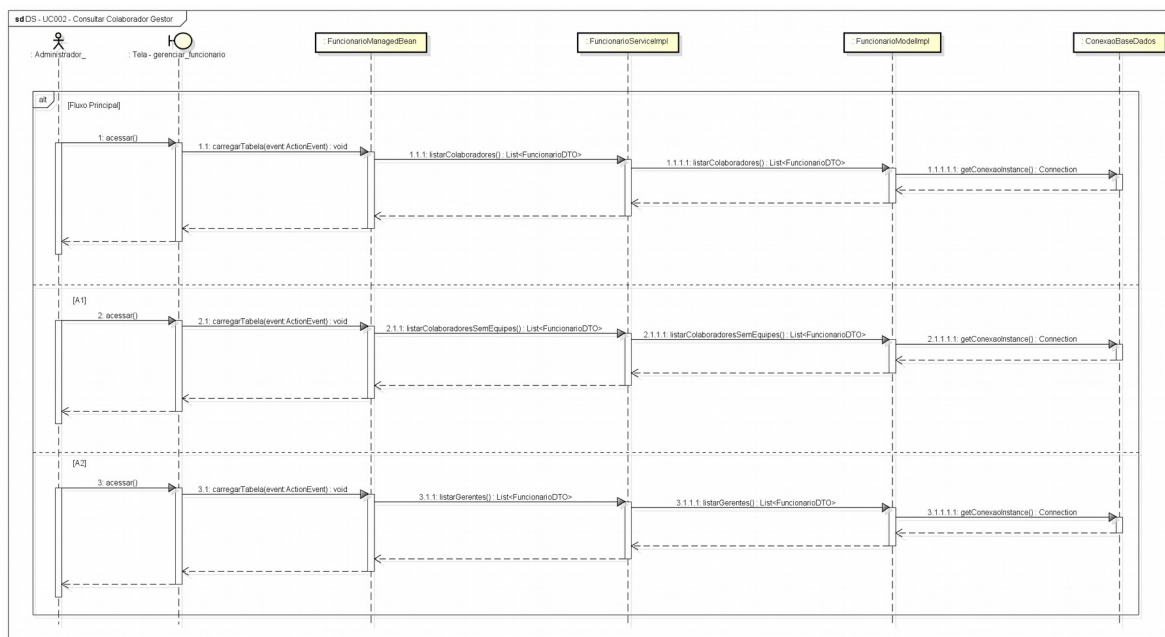 sd DS - UC002 - Consultar Colaborador Gestor
: Administrador_
: Tela - gerenciar_funcionario
: FuncionarioManagedBean
: FuncionarioServiceImpl
: FuncionarioModelImpl
: ConexaoBaseDados
alt
[Fluxo Principal]
1: acessar()
1.1: carregarTabela(event:ActionEvent) : void
1.1.1: listarColaboradores() : List<FuncionarioDTO>
1.1.1.1: listarColaboradores() : List<FuncionarioDTO>
1.1.1.1.1: getConexaoInstance() : Connection
[A1]
2: acessar()
2.1: carregarTabela(event:ActionEvent) : void
2.1.1: listarColaboradoresSemEquipes() : List<FuncionarioDTO>
2.1.1.1: listarColaboradoresSemEquipes() : List<FuncionarioDTO>
2.1.1.1.1: getConexaoInstance() : Connection
[A2]
3: acessar()
3.1: carregarTabela(event:ActionEvent) : void
3.1.1: listarGerentes() : List<FuncionarioDTO>
3.1.1.1: listarGerentes() : List<FuncionarioDTO>
3.1.1.1.1: getConexaoInstance() : Connection